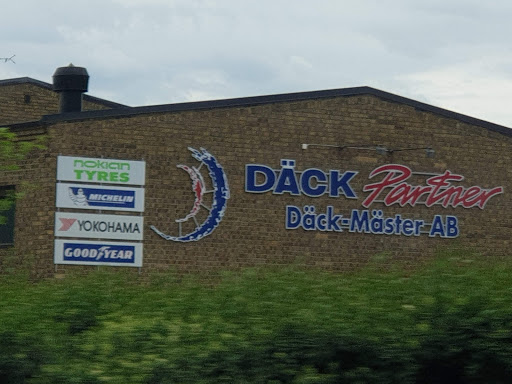 nokian
TYRES
MICHELIN
YOKOHAMA
GOODYEAR
DÄCK Partner
Däck-Mäster AB